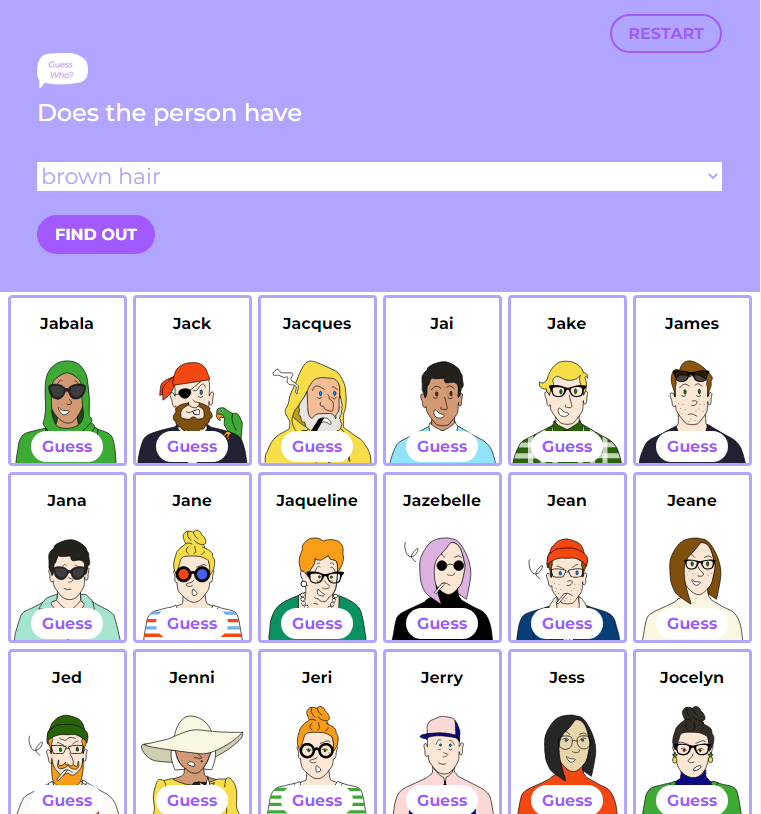 RESTART
Guess
Who?
Does the person have
brown hair
FIND OUT
Jabala Jack Jacques Jai Jake James
Guess Guess Guess Guess Guess Guess
Jana Jane Jaqueline Jazebelle Jean Jeane
Guess Guess Guess Guess Guess Guess
Jed Jenni Jeri Jerry Jess Jocelyn
Guess Guess Guess Guess Guess Guess